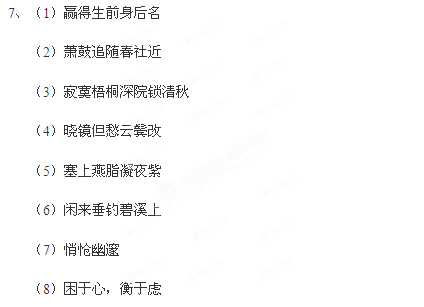 7、（1）赢得生前身后名
（2）萧鼓追随春社近
（3）寂寞梧桐深院锁清秋
（4）晓镜但愁云鬓改
（5）塞上燕脂凝夜紫
（6）闲来垂钓碧溪上
（7）悄怆幽邃
（8）困于心，衡于虑